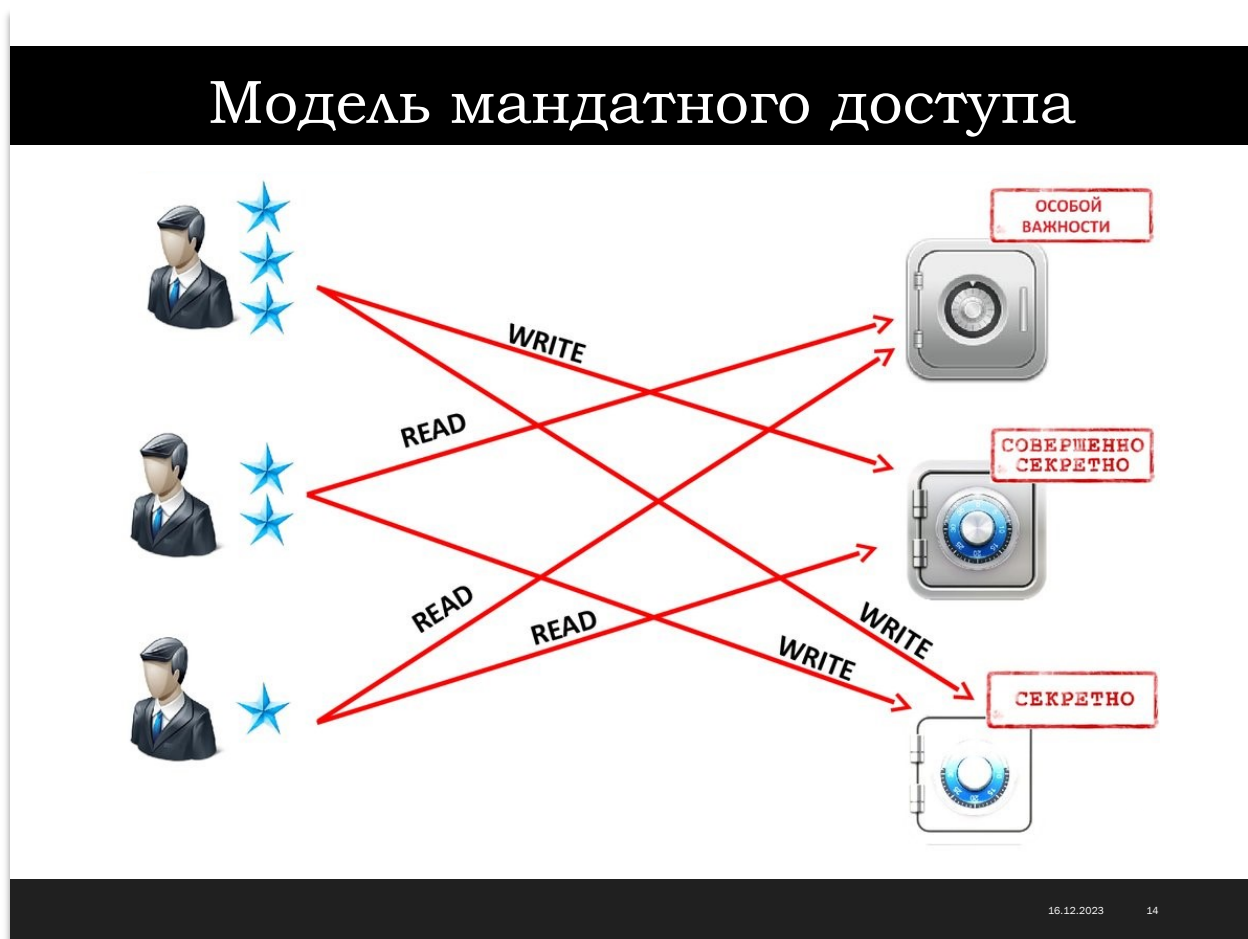 Модель мандатного доступа
ОСОБОЙ
ВАЖНОСТИ
WRITE
READ
СОВЕРШЕННО
СЕКРЕТНО
READ
READ
WRITE
WRITE
СЕКРЕТНО
16.12.2023
14